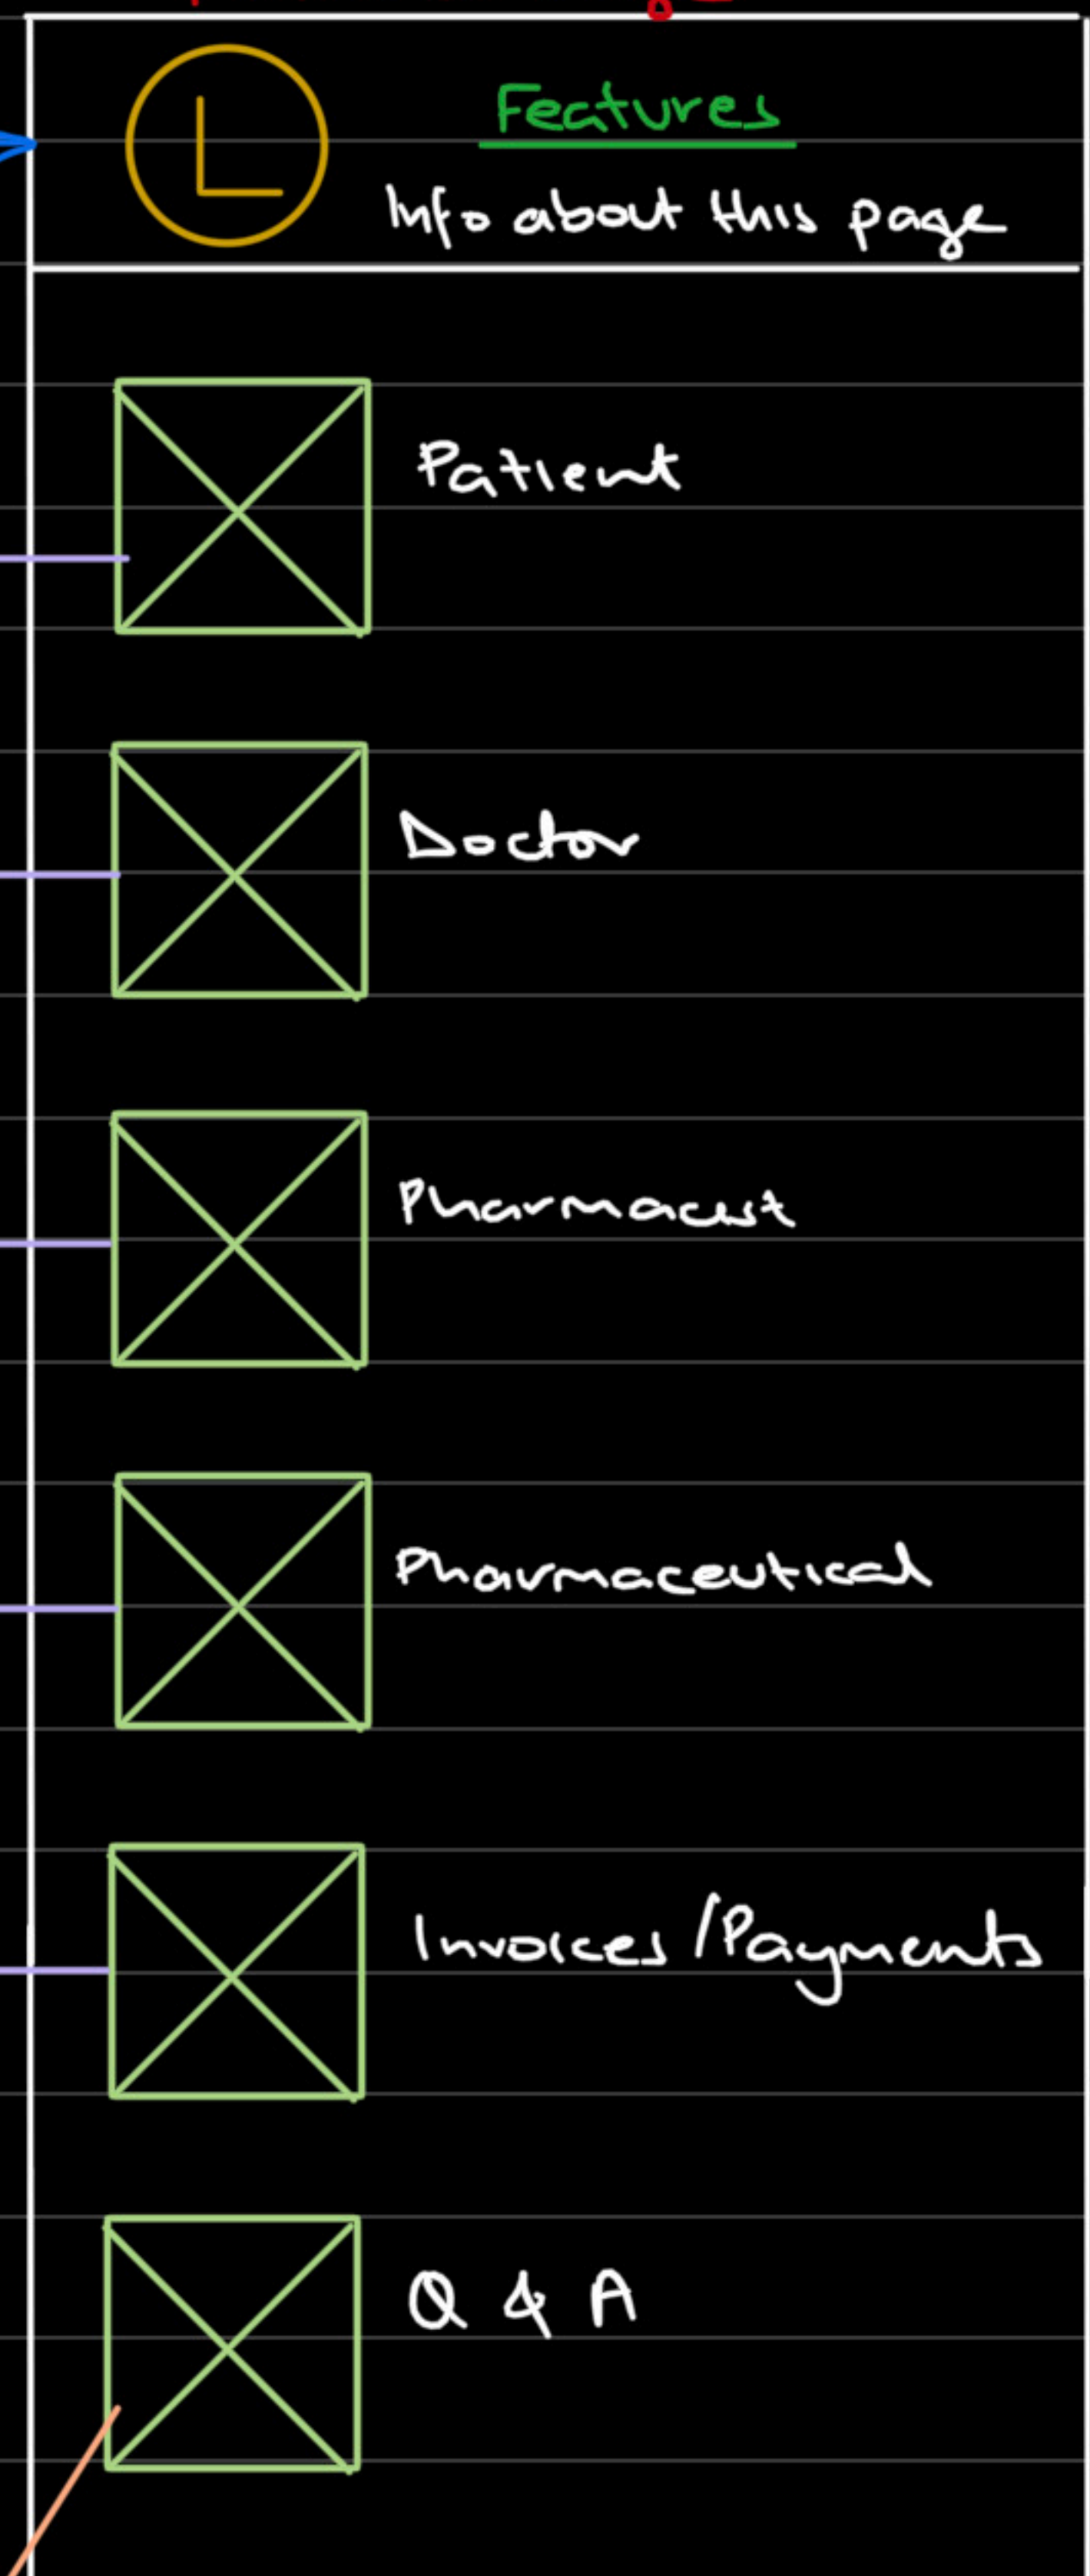 L
Features
Info about this page
Patient
Doctor
Pharmacist
Pharmaceutical
Invoices/Payments
Q & A